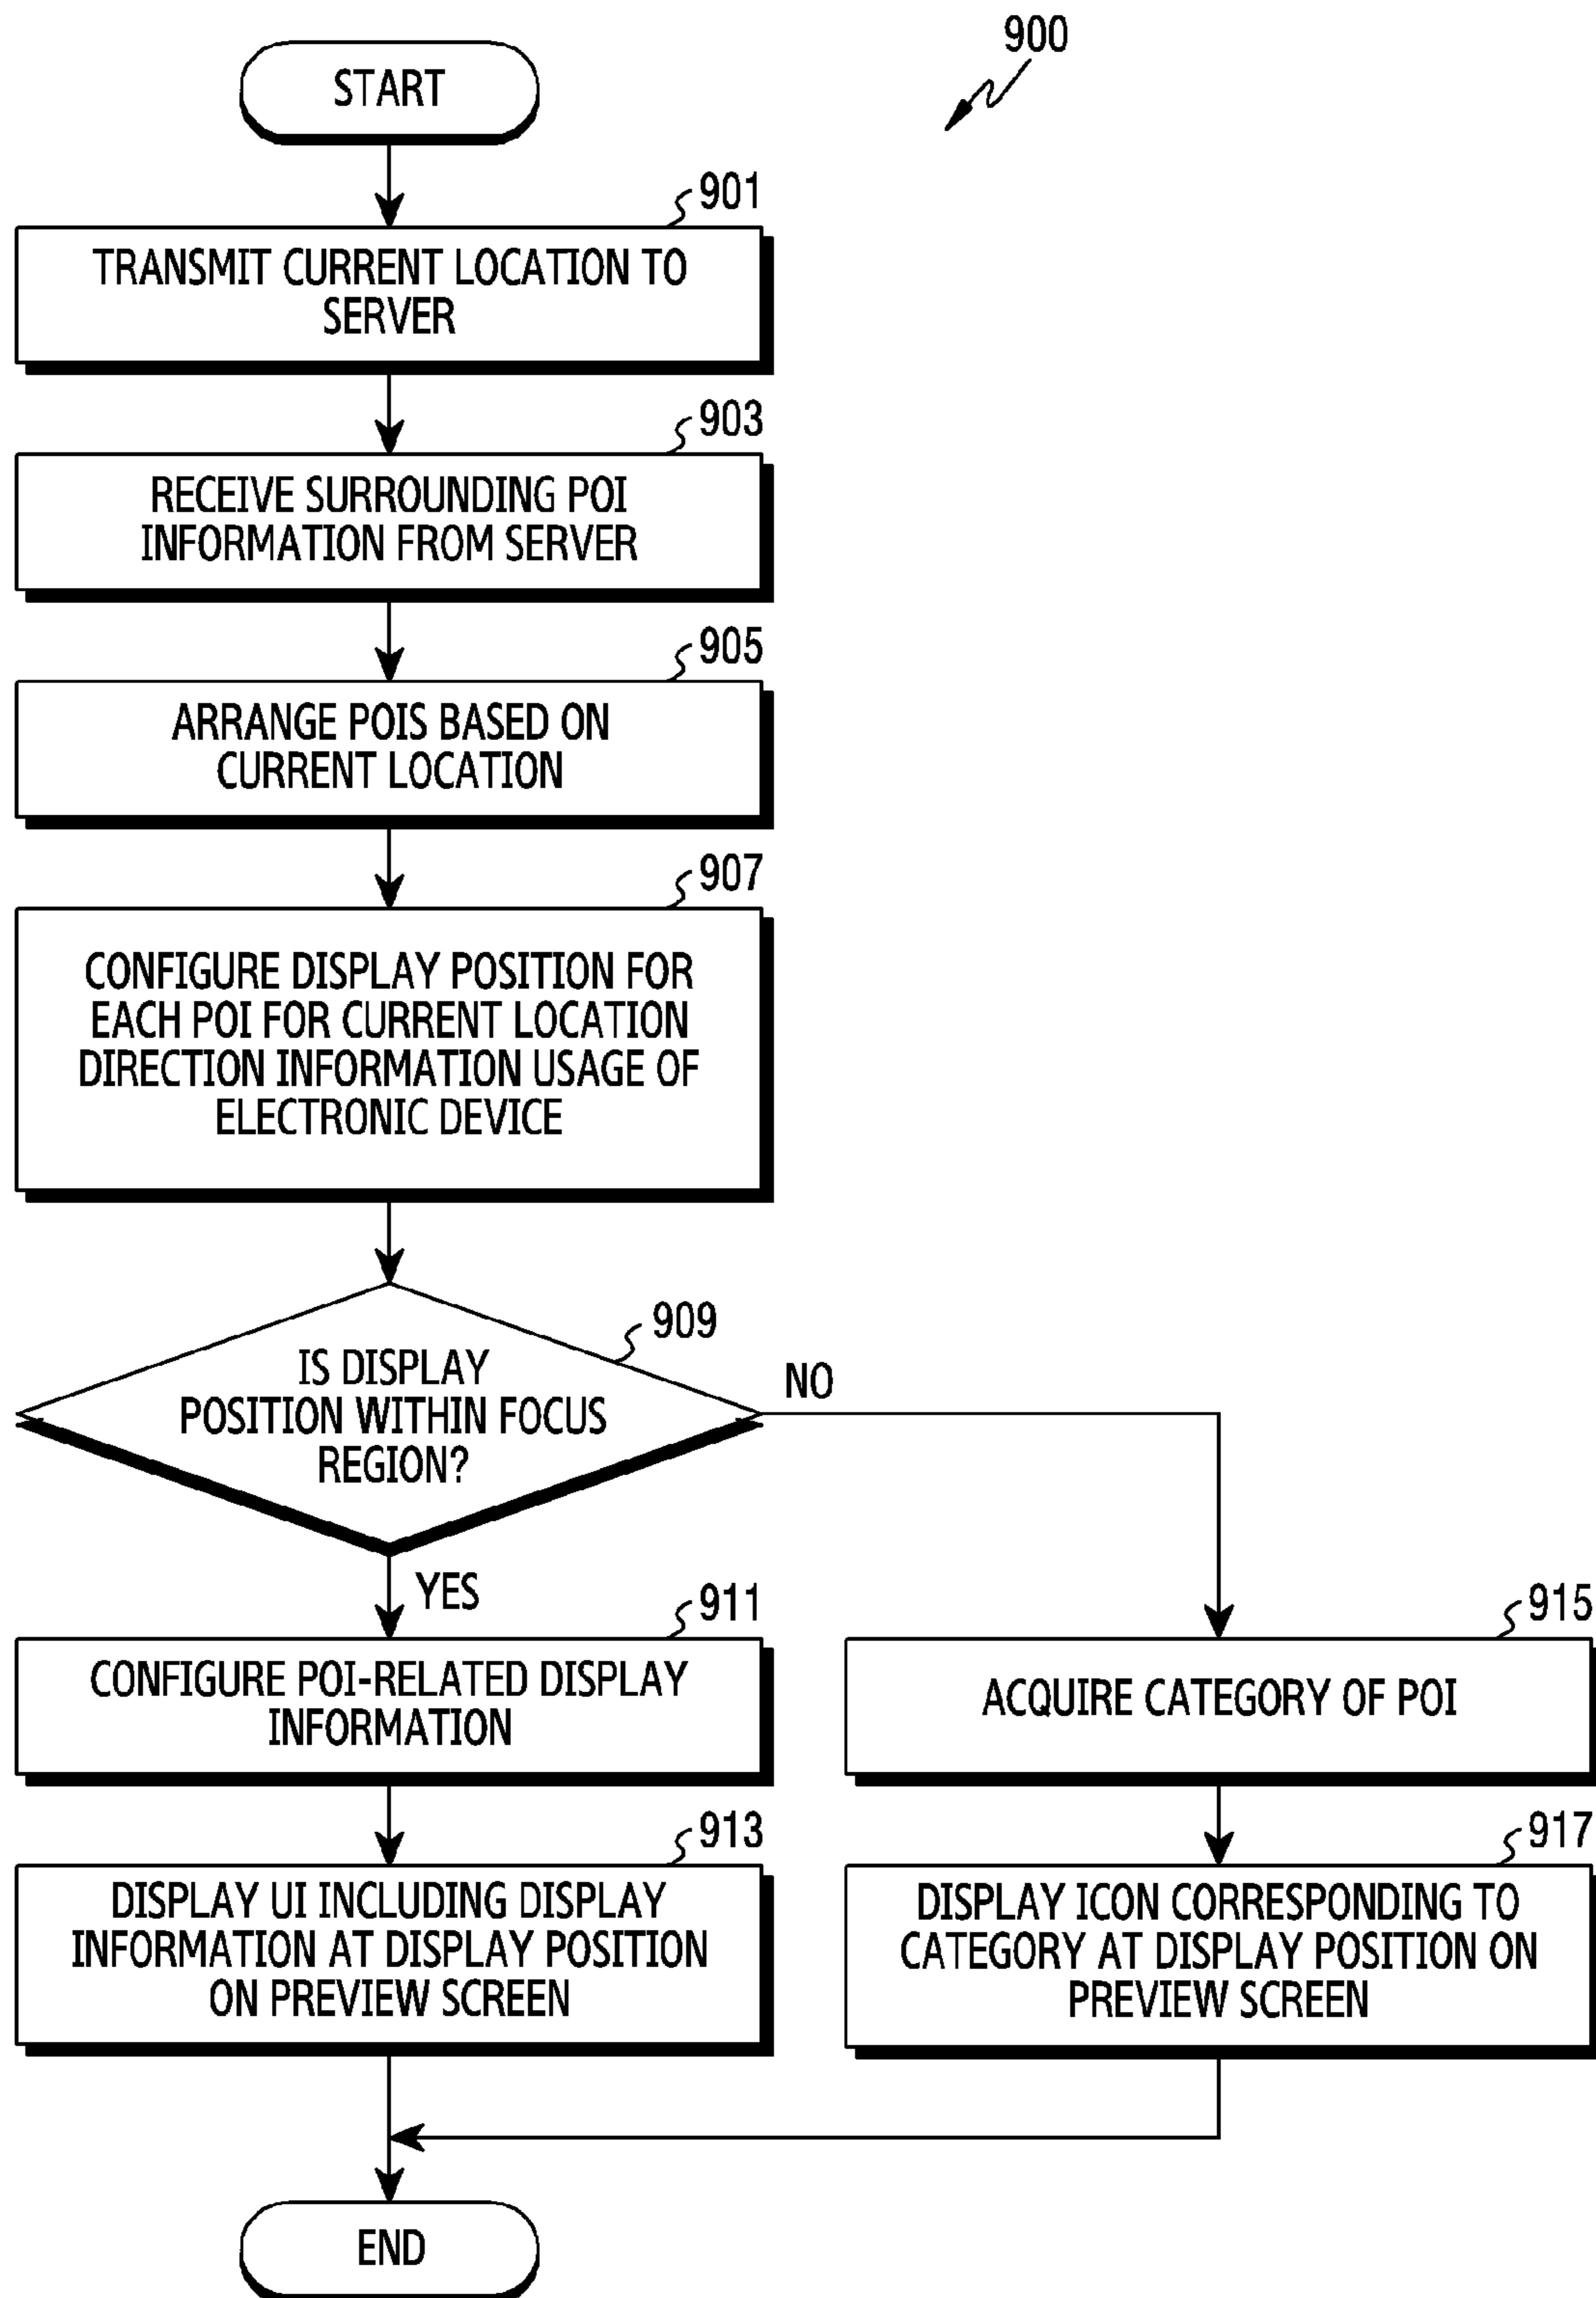 900
START
901
TRANSMIT CURRENT LOCATION TO
SERVER
903
RECEIVE SURROUNDING POI
INFORMATION FROM SERVER
905
ARRANGE POIS BASED ON
CURRENT LOCATION
907
CONFIGURE DISPLAY POSITION FOR
EACH POI FOR CURRENT LOCATION
DIRECTION INFORMATION USAGE OF
ELECTRONIC DEVICE
909
IS DISPLAY
POSITION WITHIN FOCUS
REGION?
NO
YES
911
CONFIGURE POI-RELATED DISPLAY
INFORMATION
915
ACQUIRE CATEGORY OF POI
913
DISPLAY UI INCLUDING DISPLAY
INFORMATION AT DISPLAY POSITION
ON PREVIEW SCREEN
917
DISPLAY ICON CORRESPONDING TO
CATEGORY AT DISPLAY POSITION ON
PREVIEW SCREEN
END